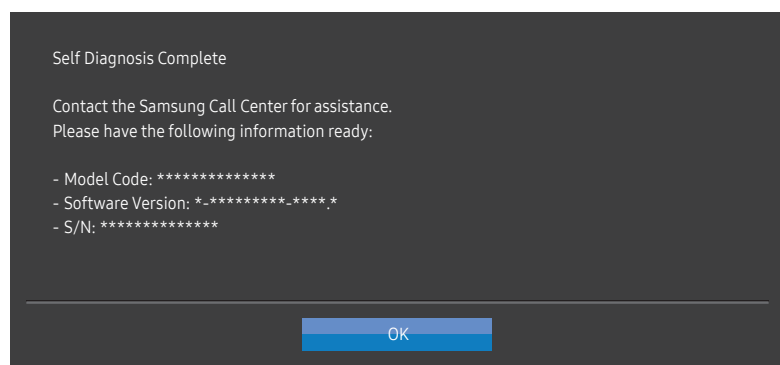 Self Diagnosis Complete
Contact the Samsung Call Center for assistance.
Please have the following information ready:
- Model Code: **************
- Software Version: *-*********-****.*
- S/N: **************
OK